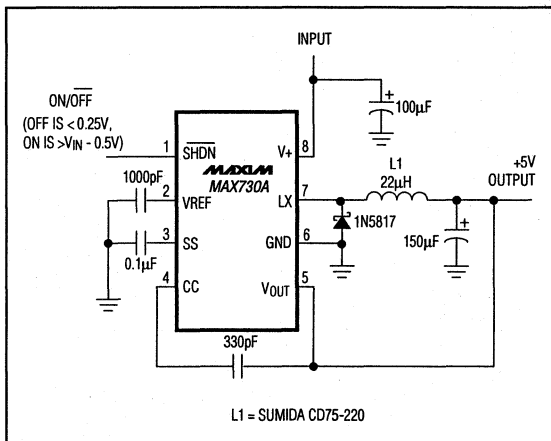 INPUT
ON/OFF
(OFF IS < 0.25V,
ON IS >VIN - 0.5V)
100µF
+
1
SHDN
V+
8
MAXIM
MAX730A
L1
22µH
+5V
OUTPUT
1000pF
2
VREF
LX
7
1N5817
+
150µF
0.1µF
3
SS
GND
6
4
CC
VOUT
5
330pF
L1 = SUMIDA CD75-220